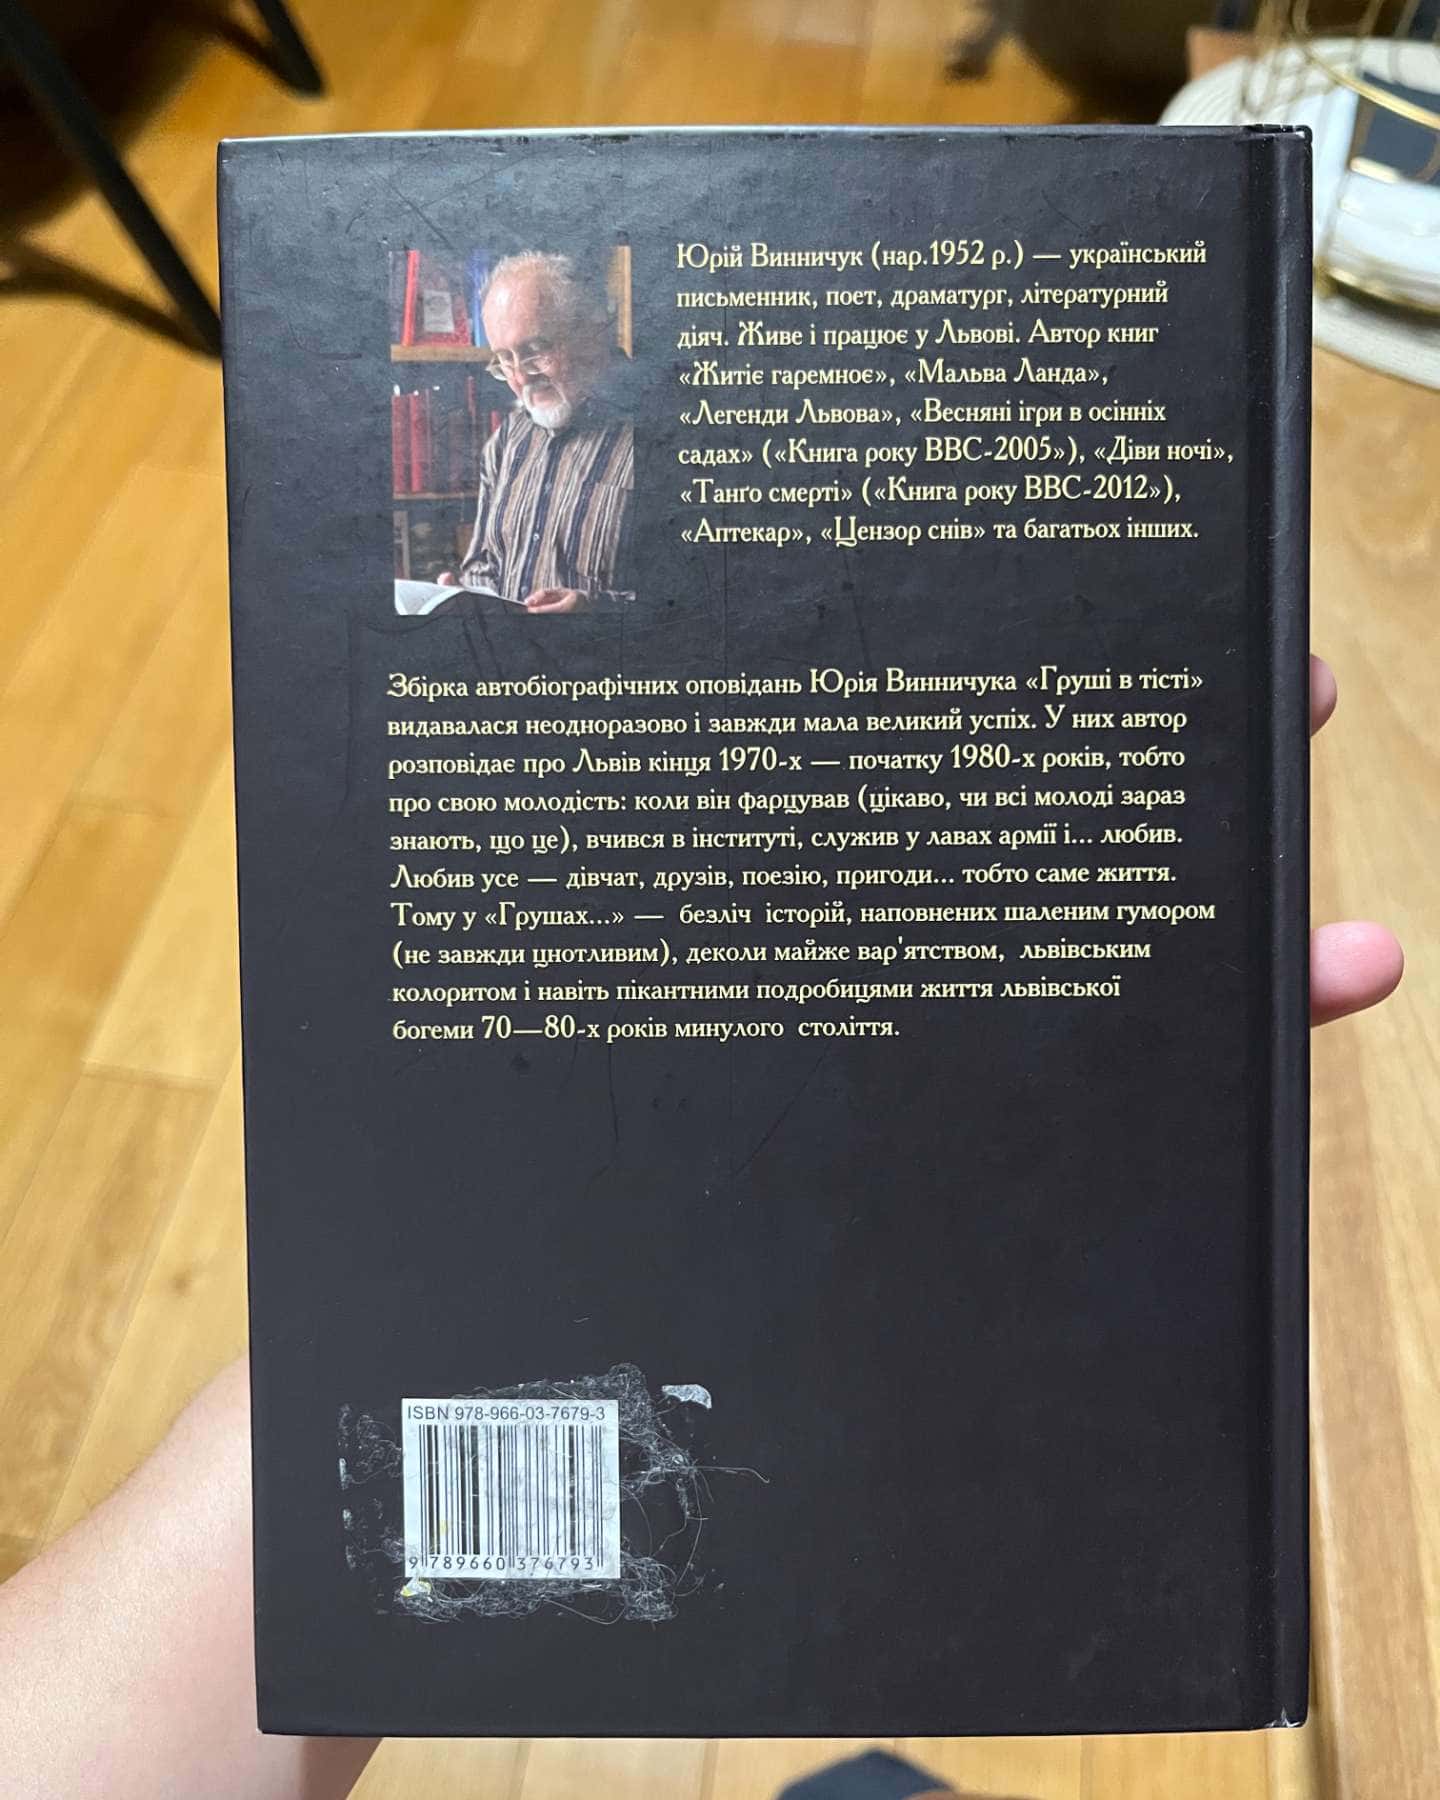 Юрій Винничук (нар.1952 р.) — український
письменник, поет, драматург, літературний
діяч. Живе і працює у Львові. Автор книг
«Житіє гаремноє», «Мальва Ланда»,
«Легенди Львова», «Весняні ігри в осінніх
садах» («Книга року ВВС-2005»), «Діви ночі»,
«Танґо смерті» («Книга року ВВС-2012»),
«Аптекар», «Цензор снів» та багатьох інших.
Збірка автобіографічних оповідань Юрія Винничука «Груші в тісті»
видавалася неодноразово і завжди мала великий успіх. У них автор
розповідає про Львів кінця 1970-х — початку 1980-х років, тобто
про свою молодість: коли він фарцував (цікаво, чи всі молоді зараз
знають, що це), вчився в інституті, служив у лавах армії і... любив.
Любив усе — дівчат, друзів, поезію, пригоди... тобто саме життя.
Тому у «Грушах...» — безліч історій, наповнених шаленим гумором
(не завжди цнотливим), деколи майже вар'ятством, львівським
колоритом і навіть пікантними подробицями життя львівської
богеми 70—80-х років минулого століття.
ISBN 978-966-03-7679-3
9 789660 376793